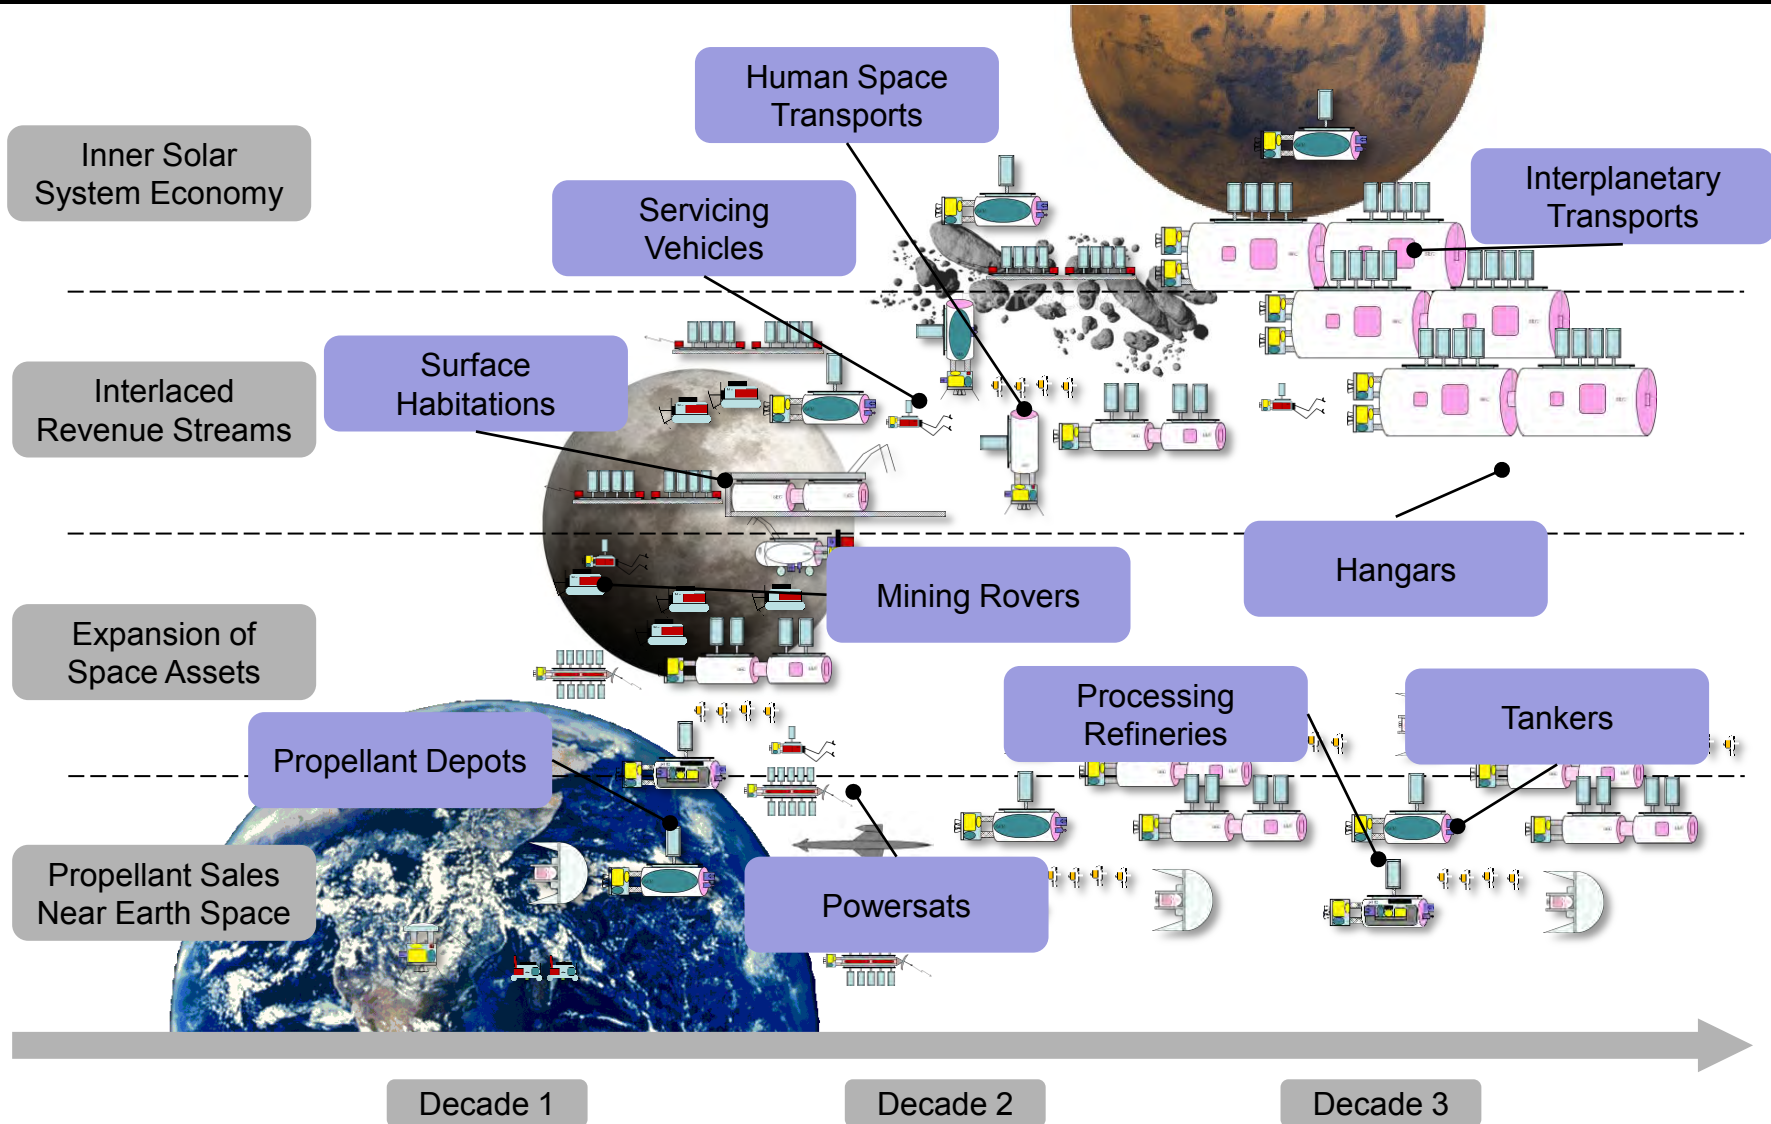 Human Space
Transports
Inner Solar
System Economy
Servicing
Vehicles
Interplanetary
Transports
Surface
Habitations
Interlaced
Revenue Streams
Hangars
Mining Rovers
Expansion of
Space Assets
Processing
Refineries
Tankers
Propellant Depots
Propellant Sales
Near Earth Space
Powersats
Decade 1
Decade 2
Decade 3